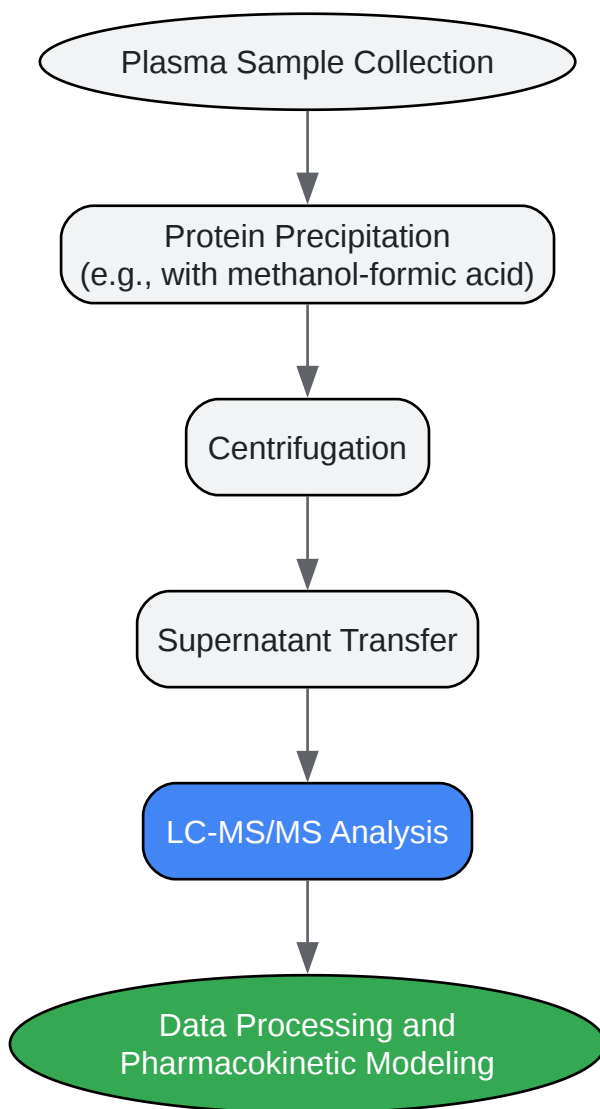 Plasma Sample Collection
Protein Precipitation
(e.g., with methanol-formic acid)
Centrifugation
Supernatant Transfer
LC-MS/MS Analysis
Data Processing and
Pharmacokinetic Modeling